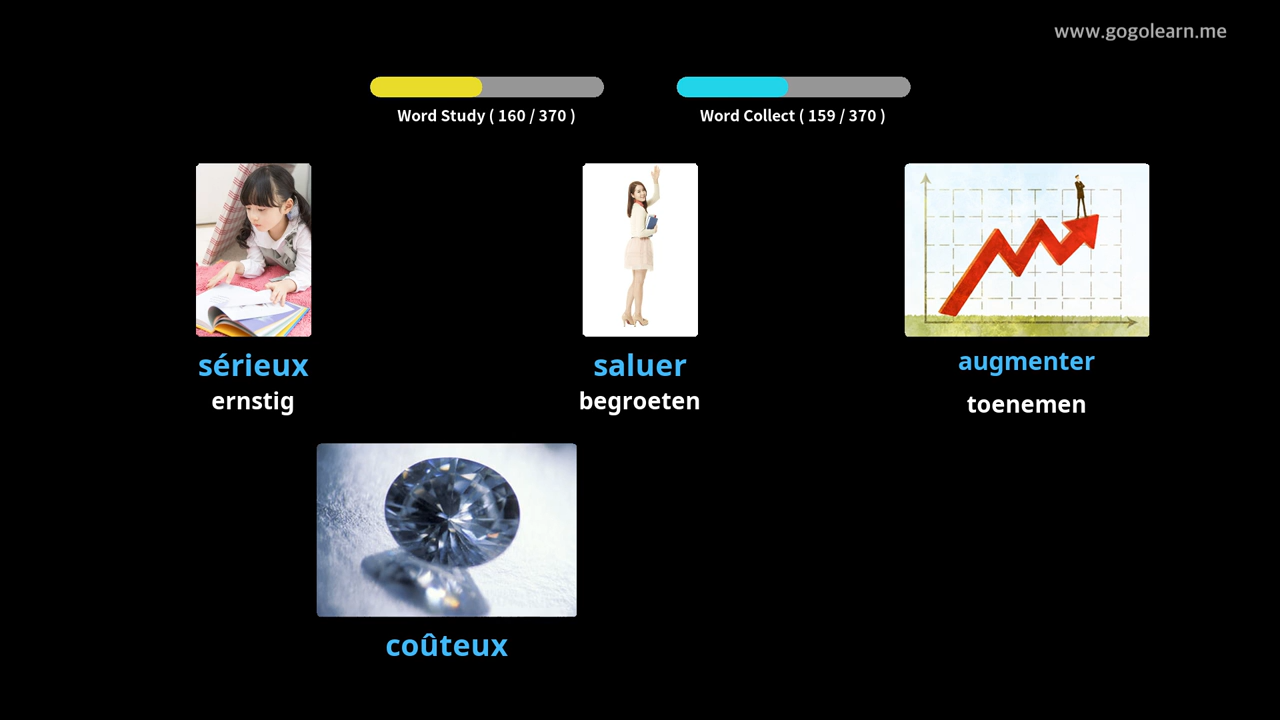 www.gogolearn.me
Word Study ( 160 / 370 )
Word Collect ( 159 / 370 )
sérieux
ernstig
saluer
begroeten
augmenter
toenemen
coûteux